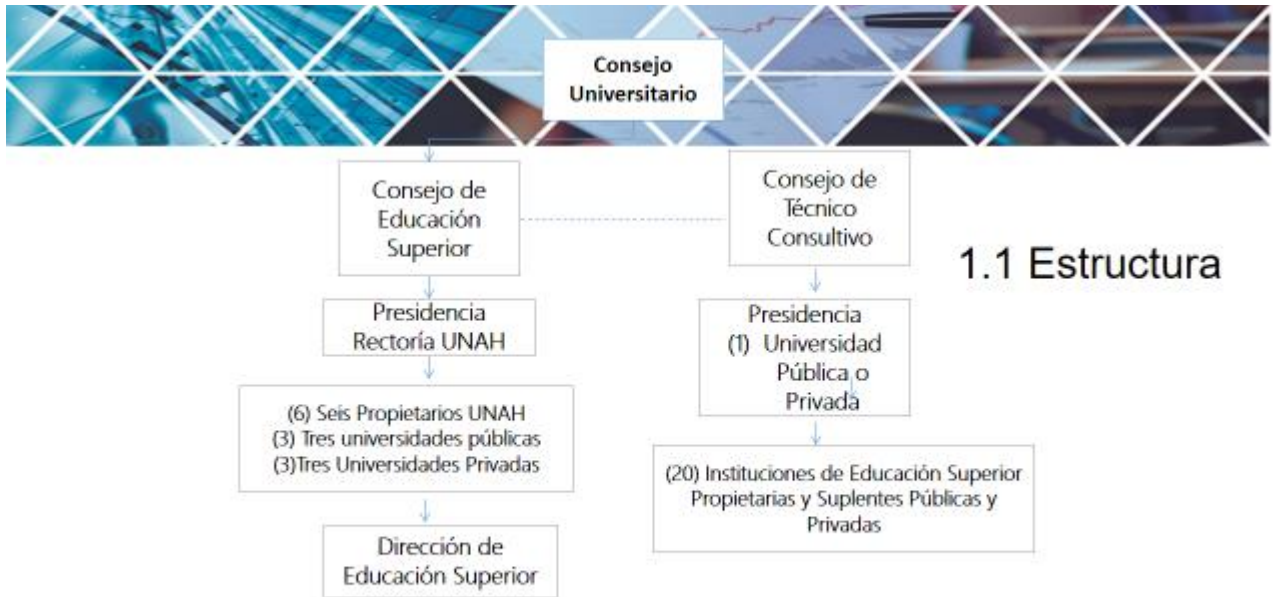 Consejo
Universitario
Consejo de
Educación
Superior
Consejo de
Técnico
Consultivo
1.1 Estructura
Presidencia
Rectoría UNAH
Presidencia
(1) Universidad
Pública o
Privada
(6) Seis Propietarios UNAH
(3) Tres universidades públicas
(3)Tres Universidades Privadas
(20) Instituciones de Educación Superior
Propietarias y Suplentes Públicas y
Privadas
Dirección de
Educación Superior